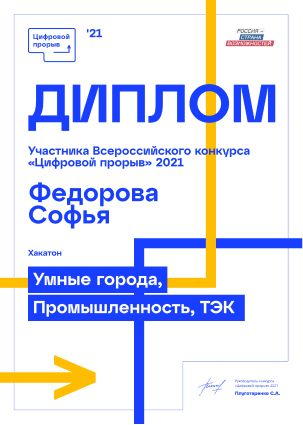 Цифровой
прорыв
'21
РОССИЯ –
СТРАНА
ВОЗМОЖНОСТЕЙ
ДИПЛОМ
Участника Всероссийского конкурса
«Цифровой прорыв» 2021
Федорова
Софья
Хакатон
Умные города,
Промышленность, ТЭК
Руководитель конкурса
«Цифровой прорыв» 2021
Плуготаренко С.А.